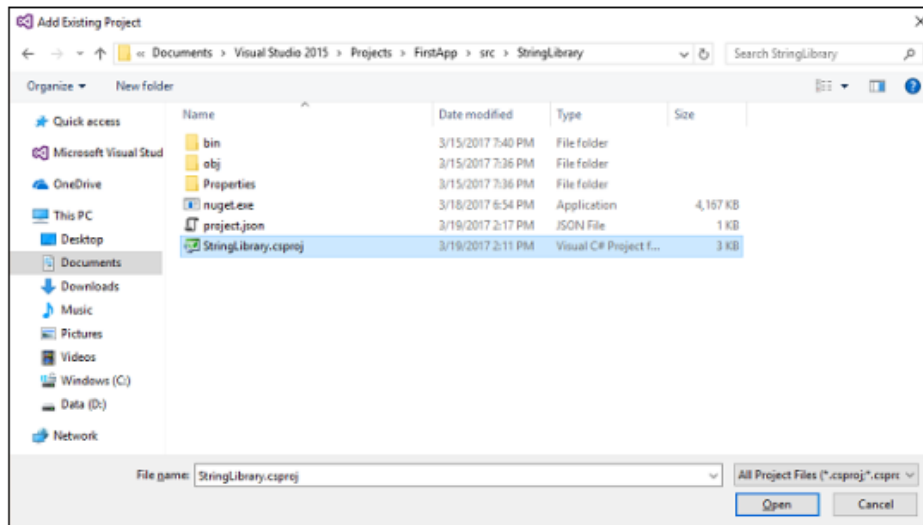 Add Existing Project
« Documents > Visual Studio 2015 > Projects > FirstApp > src > StringLibrary
Search StringLibrary
Organize
New folder
Name Date modified Type Size
Quick access
Microsoft Visual Stud
OneDrive
This PC
Desktop
Documents
Downloads
Music
Pictures
Videos
Windows (C:)
Data (D:)
Network
bin 3/15/2017 7:40 PM File folder
obj 3/15/2017 7:36 PM File folder
Properties 3/15/2017 7:36 PM File folder
nuget.exe 3/18/2017 6:54 PM Application 4,167 KB
project.json 3/19/2017 2:17 PM JSON File 1 KB
StringLibrary.csproj 3/19/2017 2:11 PM Visual C# Project f... 3 KB
File name: StringLibrary.csproj
All Project Files (*.csproj;*.csprc
Open Cancel